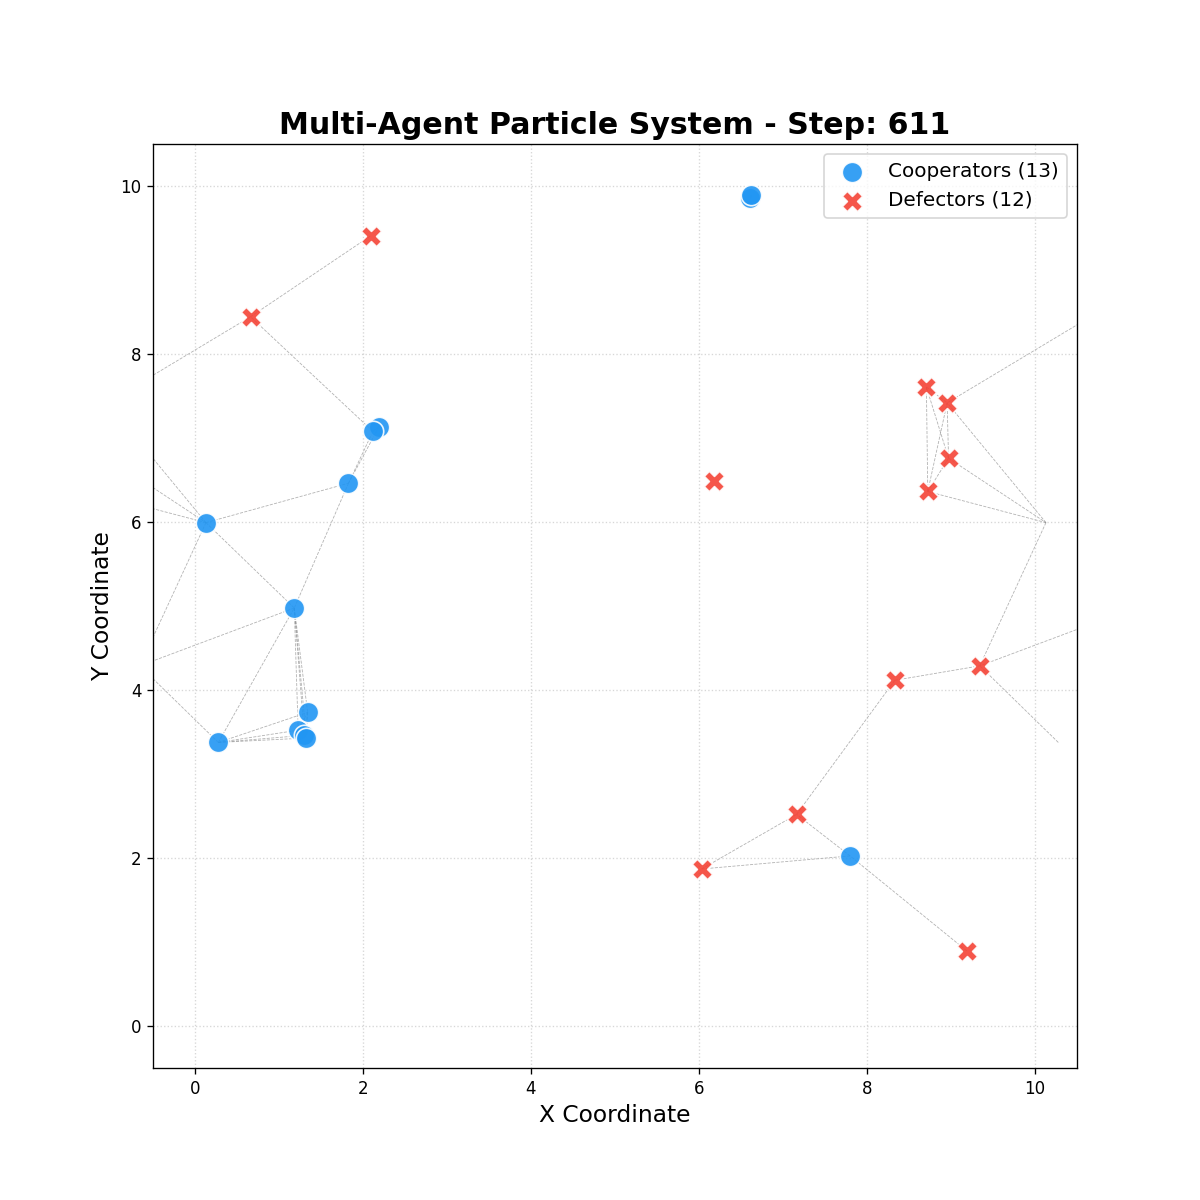 Multi-Agent Particle System - Step: 611
Cooperators (13)
Defectors (12)
10
8
6
4
2
0
Y Coordinate
0 2 4 6 8 10
X Coordinate